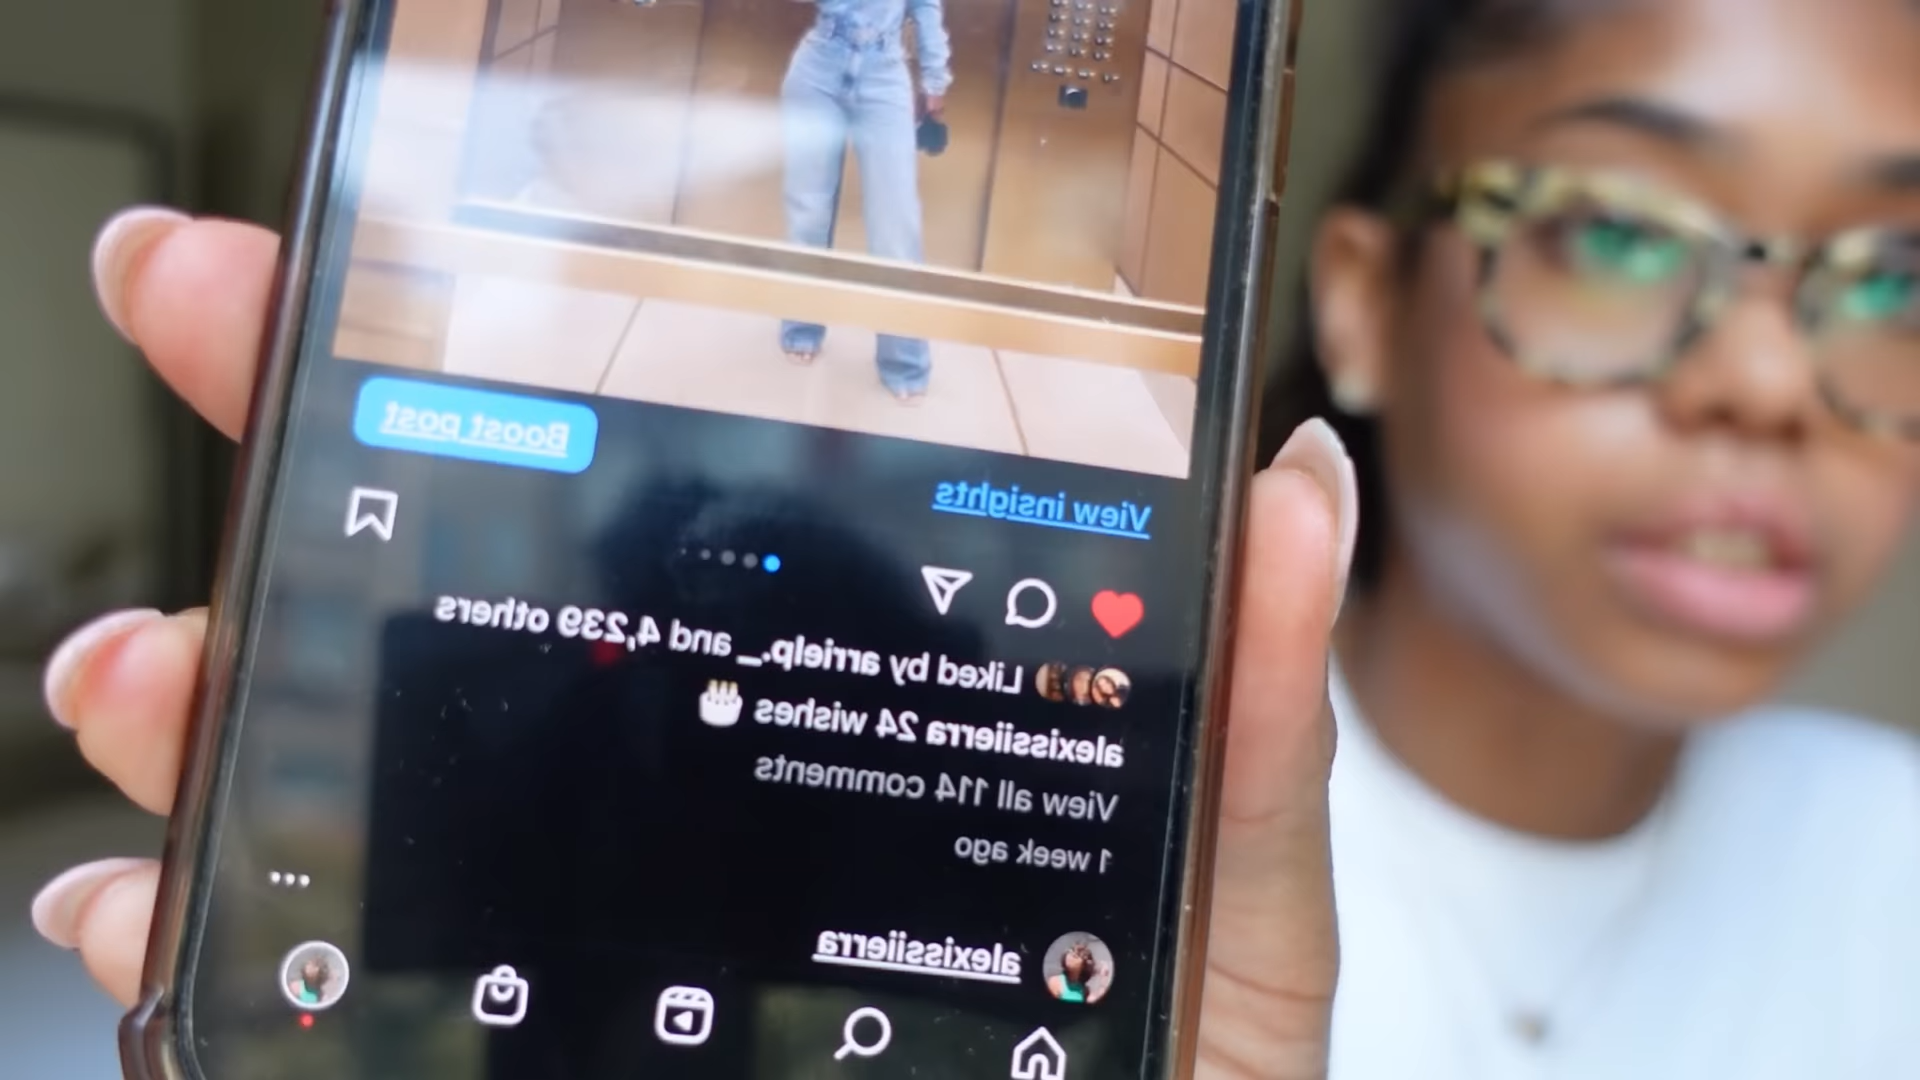 Boost post
View insights
Liked by arrielp._ and 4,239 others
alexissiierra 24 wishes 🎂
View all 114 comments
1 week ago
alexissiierra